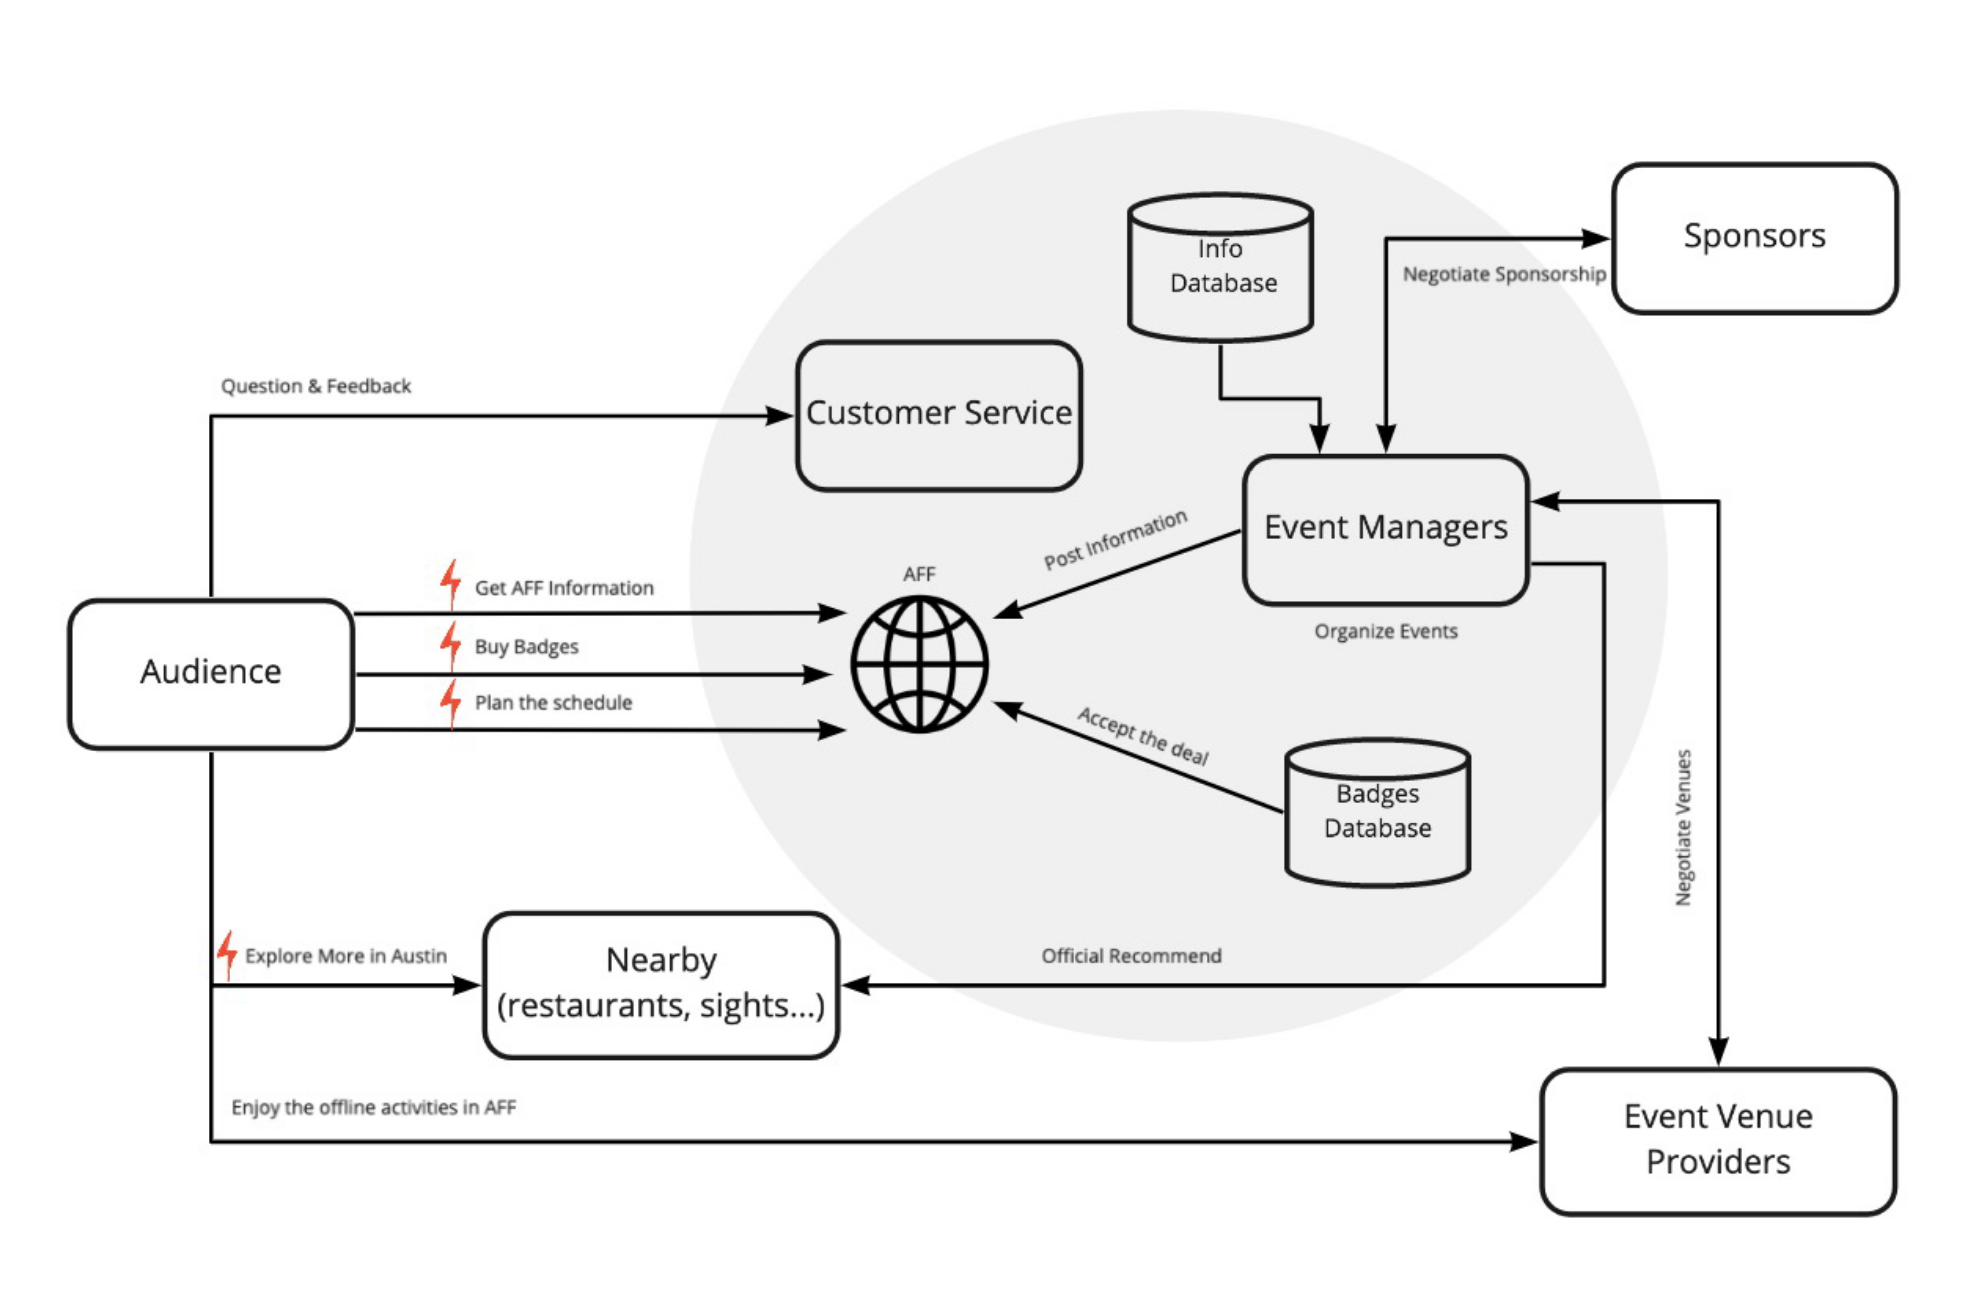 Info
Database
Sponsors
Negotiate Sponsorship
Question & Feedback
Customer Service
Post Information
Event Managers
AFF
Get AFF Information
Organize Events
Buy Badges
Audience
Plan the schedule
Accept the deal
Badges
Database
Negotiate Venues
Explore More in Austin
Nearby
(restaurants, sights...)
Official Recommend
Enjoy the offline activities in AFF
Event Venue
Providers